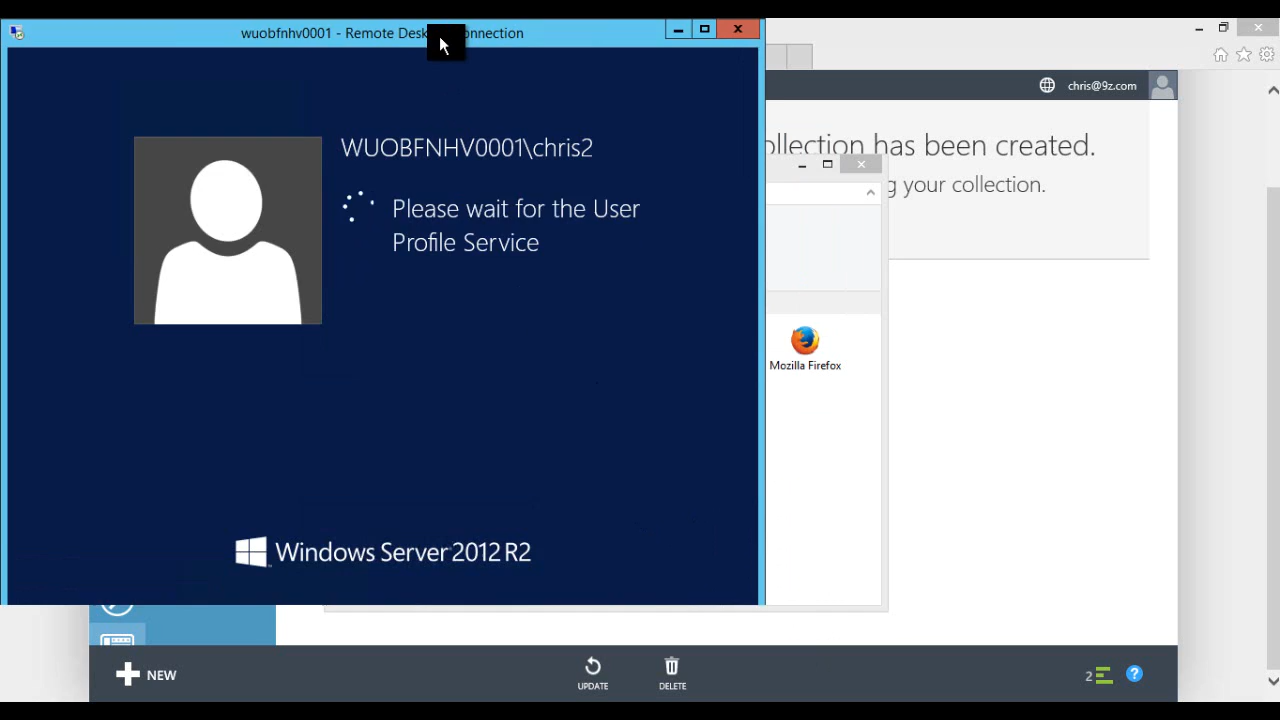 wuobfnhv0001 - Remote Desk onnection
WUOBFNHV0001\chris2
Please wait for the User
Profile Service
Windows Server 2012 R2
chris@9z.com
ollection has been created.
g your collection.
Mozilla Firefox
NEW
UPDATE
DELETE
2
?